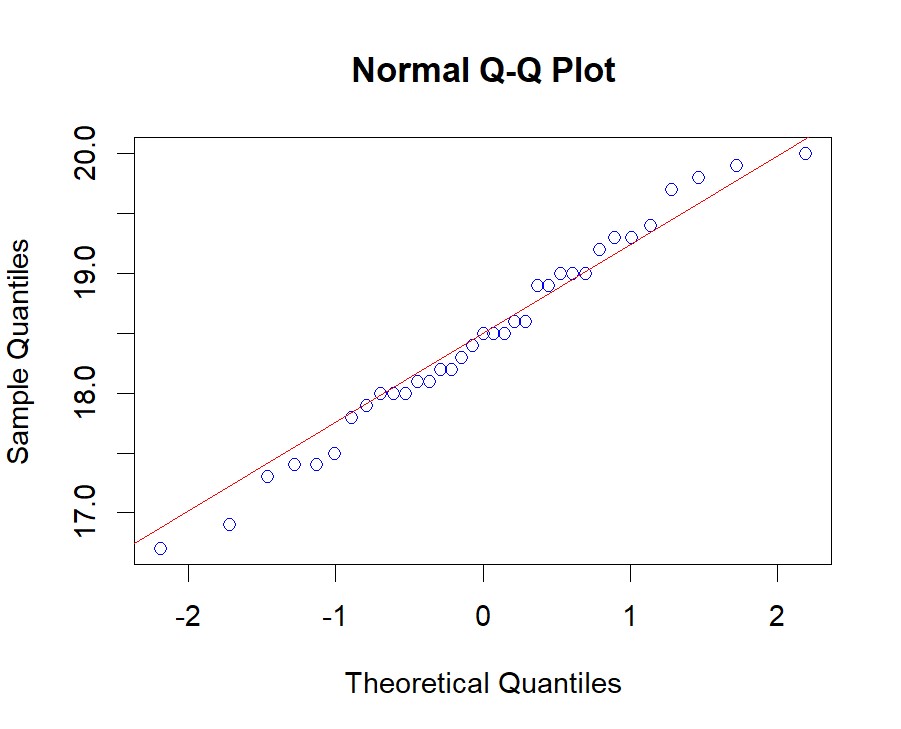 Normal Q-Q Plot
20.0
19.0
18.0
17.0
Sample Quantiles
-2 -1 0 1 2
Theoretical Quantiles